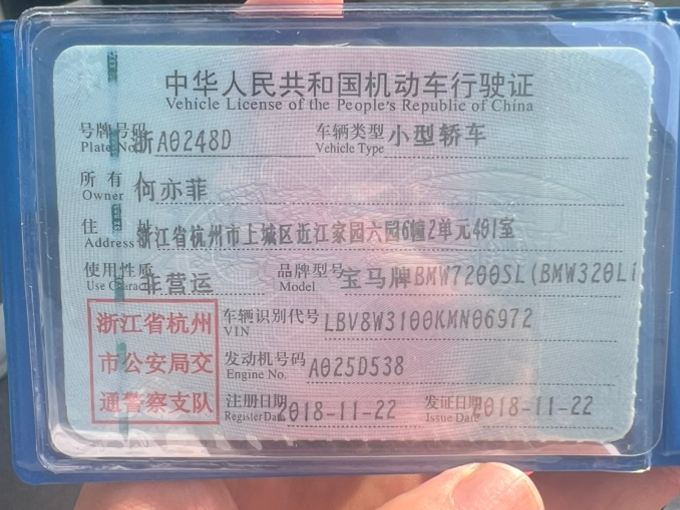 中华人民共和国机动车行驶证
Vehicle License of the People's Republic of China
号牌号码 浙A0248D 车辆类型 小型轿车
Plate No. Vehicle Type
所有人 何亦菲
Owner
住址 浙江省杭州市上城区近江家园六园6幢2单元401室
Address
使用性质 非营运 品牌型号 宝马牌BMW7200SL(BMW320Li
Use Charac Model
浙江省杭州
市公安局交
通警察支队
车辆识别代号 LBV8W3100KMN06972
VIN
发动机号码 A025D538
Engine No.
注册日期 2018-11-22 发证日期 2018-11-22
Register Date Issue Date